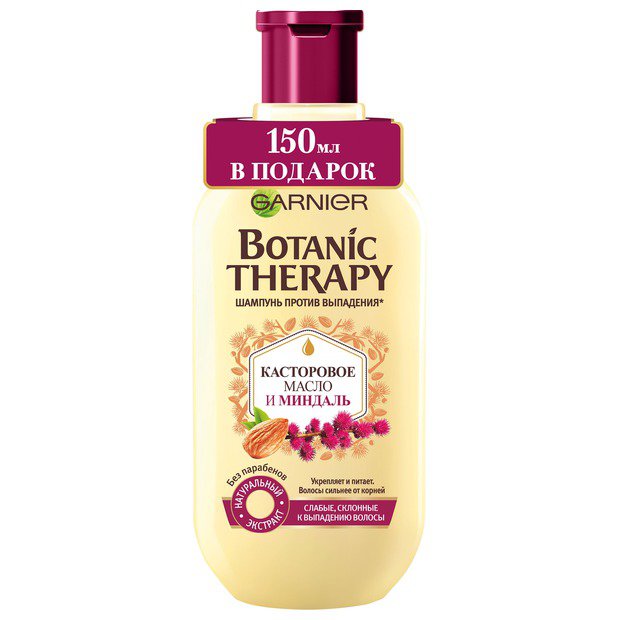 150мл
В ПОДАРОК
GARNIER
BOTANIC
THERAPY
ШАМПУНЬ ПРОТИВ ВЫПАДЕНИЯ*
КАСТОРОВОЕ
МАСЛО
И МИНДАЛЬ
Без парабенов
НАТУРАЛЬНЫЙ
ЭКСТРАКТ
Укрепляет и питает.
Волосы сильнее от корней
СЛАБЫЕ, СКЛОННЫЕ
К ВЫПАДЕНИЮ ВОЛОСЫ